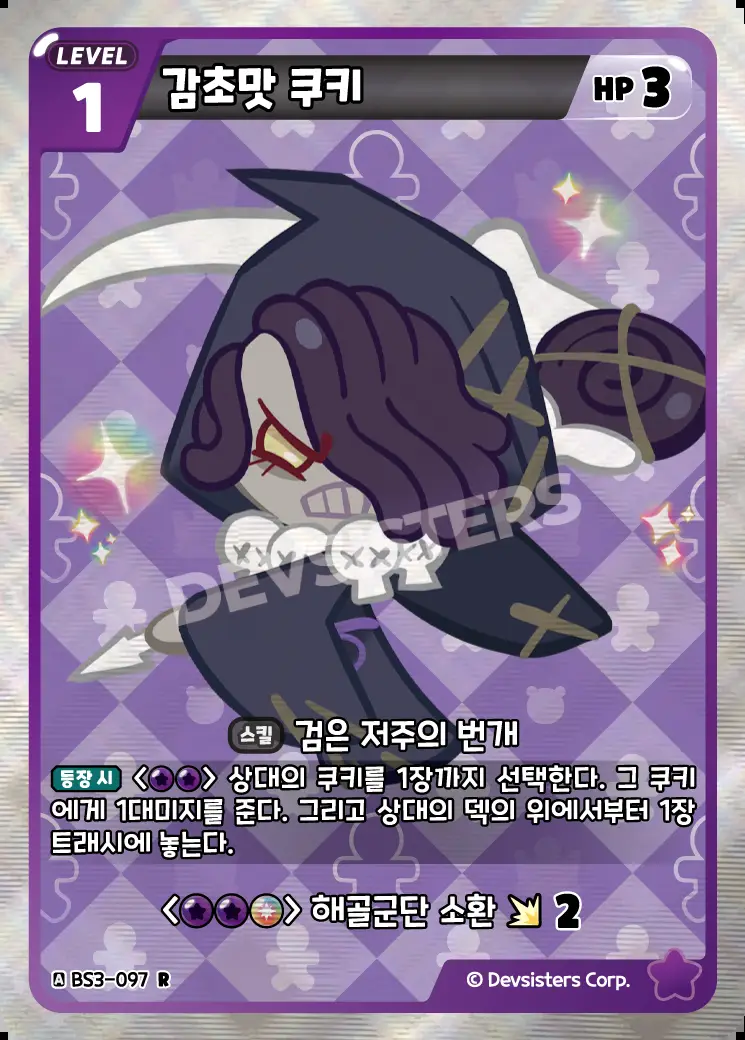 LEVEL
1
감초맛 쿠키
HP 3
DEVSISTERS
스킬 검은 저주의 번개
등장 시 < > 상대의 쿠키를 1장까지 선택한다. 그 쿠키
에게 1대미지를 준다. 그리고 상대의 덱의 위에서부터 1장
트래시에 놓는다.
< > 해골군단 소환 2
A BS3-097 R
© Devsisters Corp.